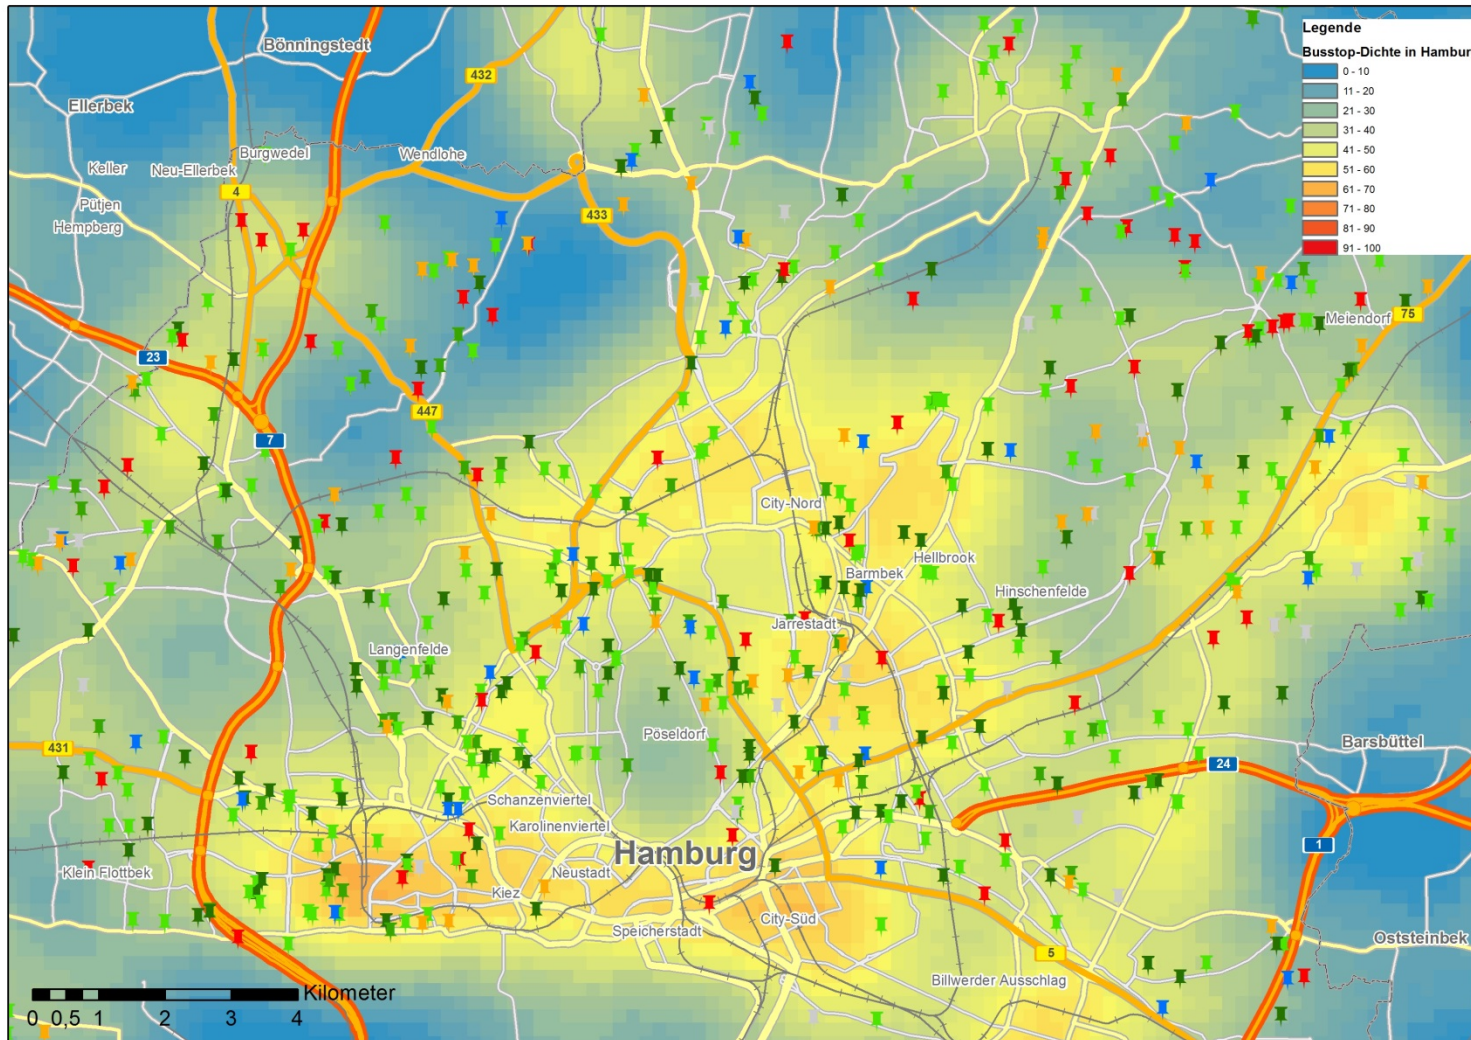 Legende
Busstop-Dichte in Hambur
0 - 10
11 - 20
21 - 30
31 - 40
41 - 50
51 - 60
61 - 70
71 - 80
81 - 90
91 - 100
Bönningstedt
432
Ellerbek
Burgwedel
Wendlohe
Keller
Neu-Ellerbek
4
Pütjen
Hempberg
433
Meiendorf
75
23
447
7
City-Nord
Hellbrook
Barmbek
Hinschenfelde
Jarrestadt
Langenfelde
Pöseldorf
431
Barsbüttel
24
Schanzenviertel
Karolinenviertel
1
Hamburg
Klein Flottbek
Neustadt
Kiez
City-Süd
Speicherstadt
Oststeinbek
5
Billwerder Ausschlag
Kilometer
0 0,5 1 2 3 4